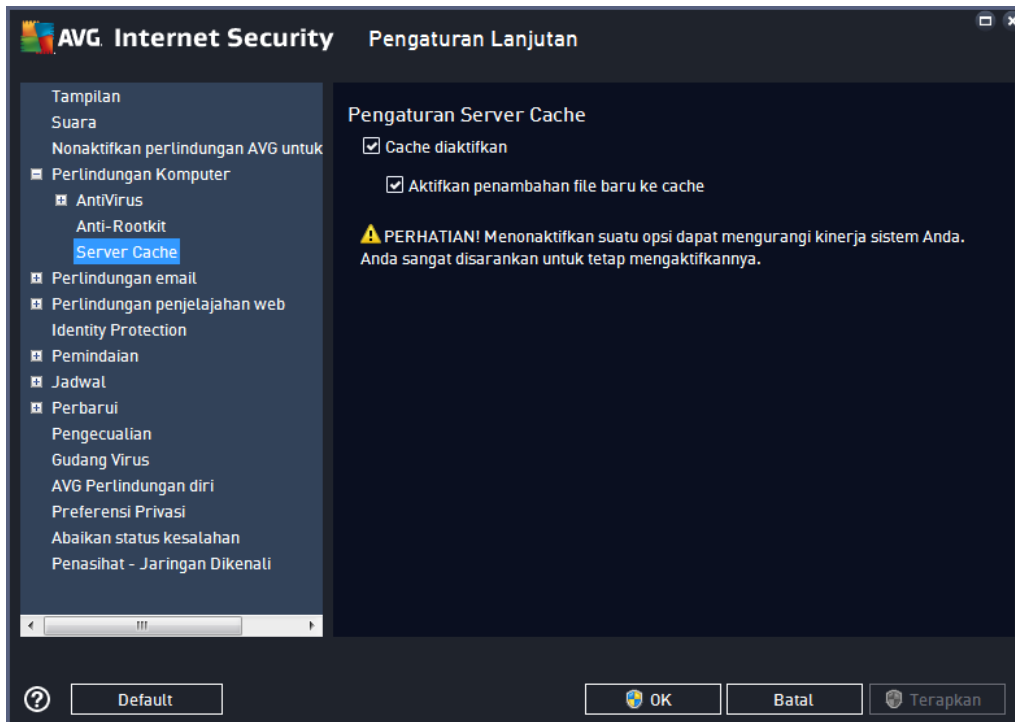 AVG Internet Security Pengaturan Lanjutan
Tampilan
Suara
Nonaktifkan perlindungan AVG untuk
Perlindungan Komputer
AntiVirus
Anti-Rootkit
Server Cache
Perlindungan email
Perlindungan penjelajahan web
Identity Protection
Pemindaian
Jadwal
Perbarui
Pengecualian
Gudang Virus
AVG Perlindungan diri
Preferensi Privasi
Abaikan status kesalahan
Penasihat - Jaringan Dikenali
Pengaturan Server Cache
Cache diaktifkan
Aktifkan penambahan file baru ke cache
PERHATIAN! Menonaktifkan suatu opsi dapat mengurangi kinerja sistem Anda.
Anda sangat disarankan untuk tetap mengaktifkannya.
Default
OK
Batal
Terapkan